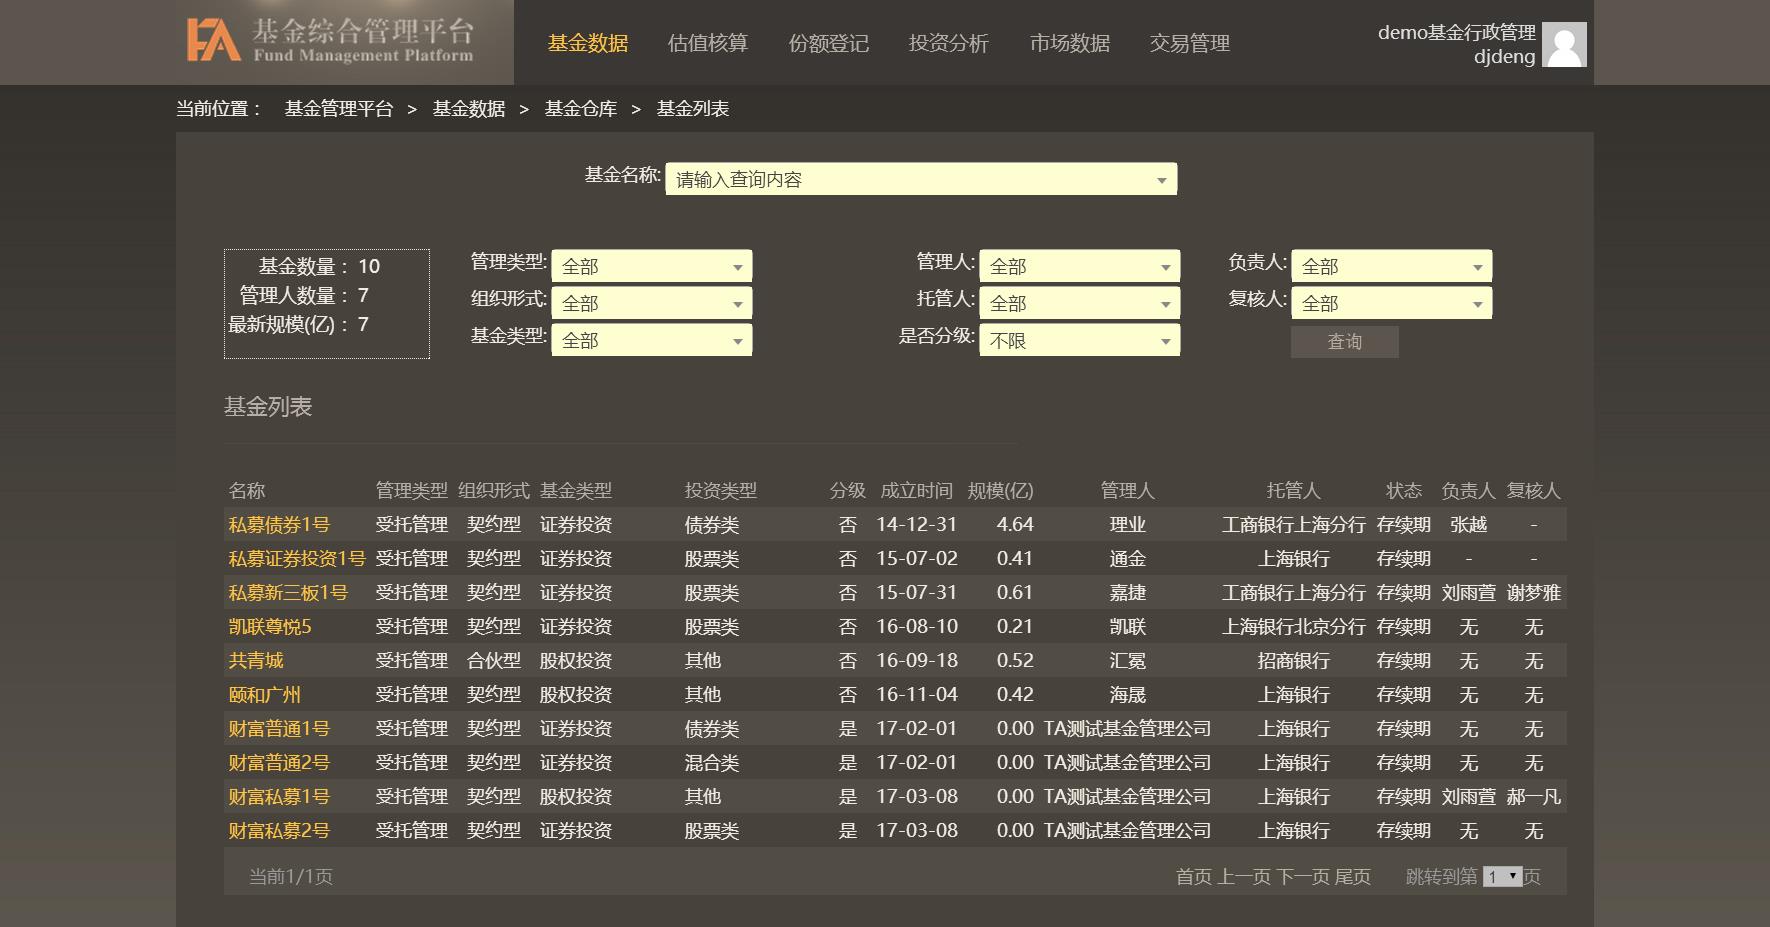 基金综合管理平台
Fund Management Platform
基金数据 估值核算 份额登记 投资分析 市场数据 交易管理
demo基金行政管理
djdeng
当前位置： 基金管理平台 > 基金数据 > 基金仓库 > 基金列表
基金名称: 请输入查询内容
基金数量： 10
管理人数量： 7
最新规模(亿)： 7
管理类型: 全部 管理人: 全部 负责人: 全部
组织形式: 全部 托管人: 全部 复核人: 全部
基金类型: 全部 是否分级: 不限 查询
基金列表
名称 管理类型 组织形式 基金类型 投资类型 分级 成立时间 规模(亿) 管理人 托管人 状态 负责人 复核人
私募债券1号 受托管理 契约型 证券投资 债券类 否 14-12-31 4.64 理业 工商银行上海分行 存续期 张越 -
私募证券投资1号 受托管理 契约型 证券投资 股票类 否 15-07-02 0.41 通金 上海银行 存续期 - -
私募新三板1号 受托管理 契约型 证券投资 股票类 否 15-07-31 0.61 嘉捷 工商银行上海分行 存续期 刘雨萱 谢梦雅
凯联尊悦5 受托管理 契约型 证券投资 股票类 否 16-08-10 0.21 凯联 上海银行北京分行 存续期 无 无
共青城 受托管理 合伙型 股权投资 其他 否 16-09-18 0.52 汇冕 招商银行 存续期 无 无
颐和广州 受托管理 契约型 股权投资 其他 否 16-11-04 0.42 海晟 上海银行 存续期 无 无
财富普通1号 受托管理 契约型 证券投资 债券类 是 17-02-01 0.00 TA测试基金管理公司 上海银行 存续期 无 无
财富普通2号 受托管理 契约型 证券投资 混合类 是 17-02-01 0.00 TA测试基金管理公司 上海银行 存续期 无 无
财富私募1号 受托管理 契约型 股权投资 其他 是 17-03-08 0.00 TA测试基金管理公司 上海银行 存续期 刘雨萱 郝一凡
财富私募2号 受托管理 契约型 证券投资 股票类 是 17-03-08 0.00 TA测试基金管理公司 上海银行 存续期 无 无
当前1/1页 首页 上一页 下一页 尾页 跳转到第 1 页